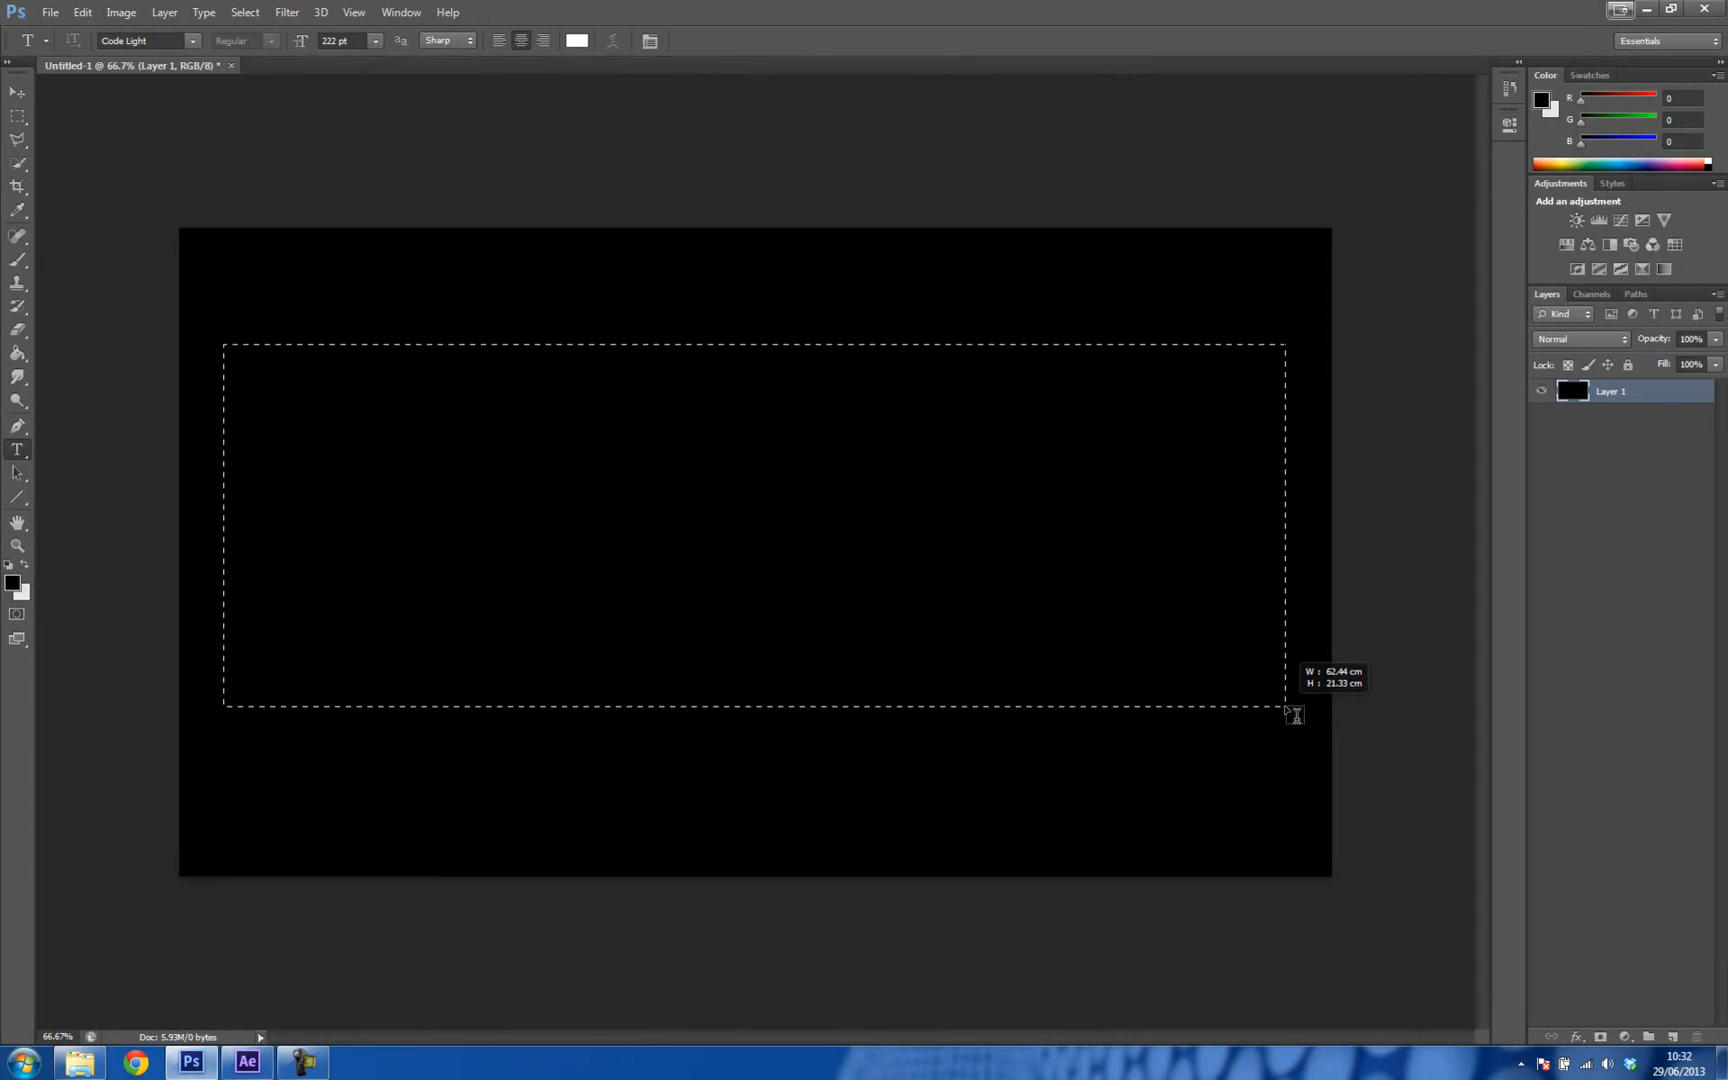 Ps File Edit Image Layer Type Select Filter 3D View Window Help
T Code Light Regular 222 pt Sharp Essentials
Untitled-1 @ 66.7% (Layer 1, RGB/8) *
Color Swatches
R 0
G 0
B 0
Adjustments Styles
Add an adjustment
Layers Channels Paths
Kind
Normal Opacity: 100%
Lock: Fill: 100%
Layer 1
W : 62.44 cm
H : 21.33 cm
66.67% Doc: 5.93M/0 bytes
fx
Ps Ae
10:32
29/06/2013